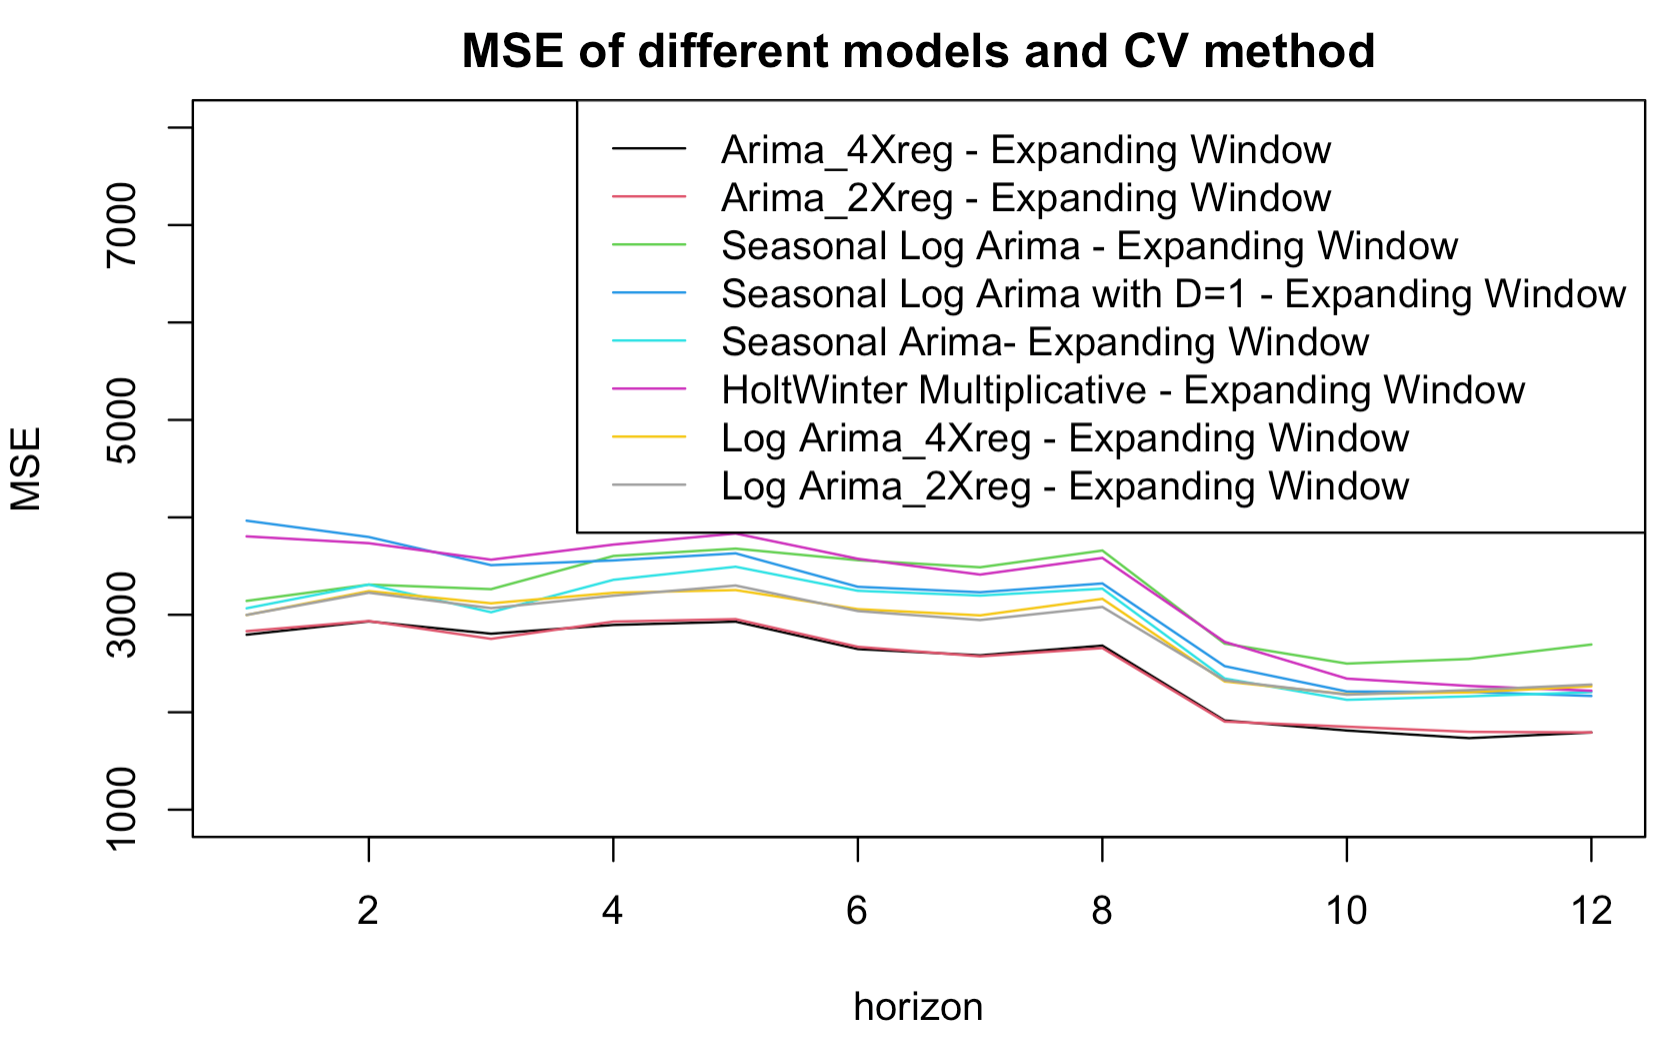 MSE of different models and CV method
Arima_4Xreg - Expanding Window
Arima_2Xreg - Expanding Window
Seasonal Log Arima - Expanding Window
Seasonal Log Arima with D=1 - Expanding Window
Seasonal Arima- Expanding Window
HoltWinter Multiplicative - Expanding Window
Log Arima_4Xreg - Expanding Window
Log Arima_2Xreg - Expanding Window
MSE
7000
5000
3000
1000
2 4 6 8 10 12
horizon